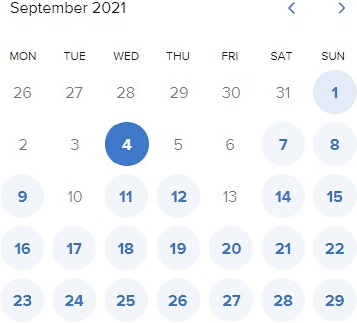 September 2021
MON TUE WED THU FRI SAT SUN
26 27 28 29 30 31 1
2 3 4 5 6 7 8
9 10 11 12 13 14 15
16 17 18 19 20 21 22
23 24 25 26 27 28 29